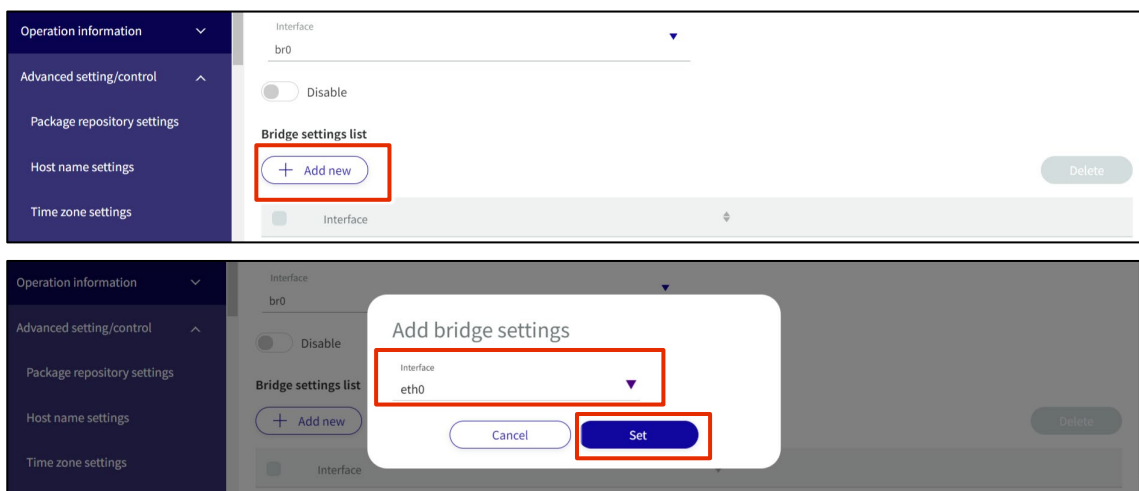 Operation information
Advanced setting/control
Package repository settings
Host name settings
Time zone settings
Interface
br0
Disable
Bridge settings list
+ Add new
Delete
Interface
Operation information
Advanced setting/control
Package repository settings
Host name settings
Time zone settings
Interface
br0
Disable
Bridge settings list
+ Add new
Delete
Interface
Add bridge settings
Interface
eth0
Cancel
Set